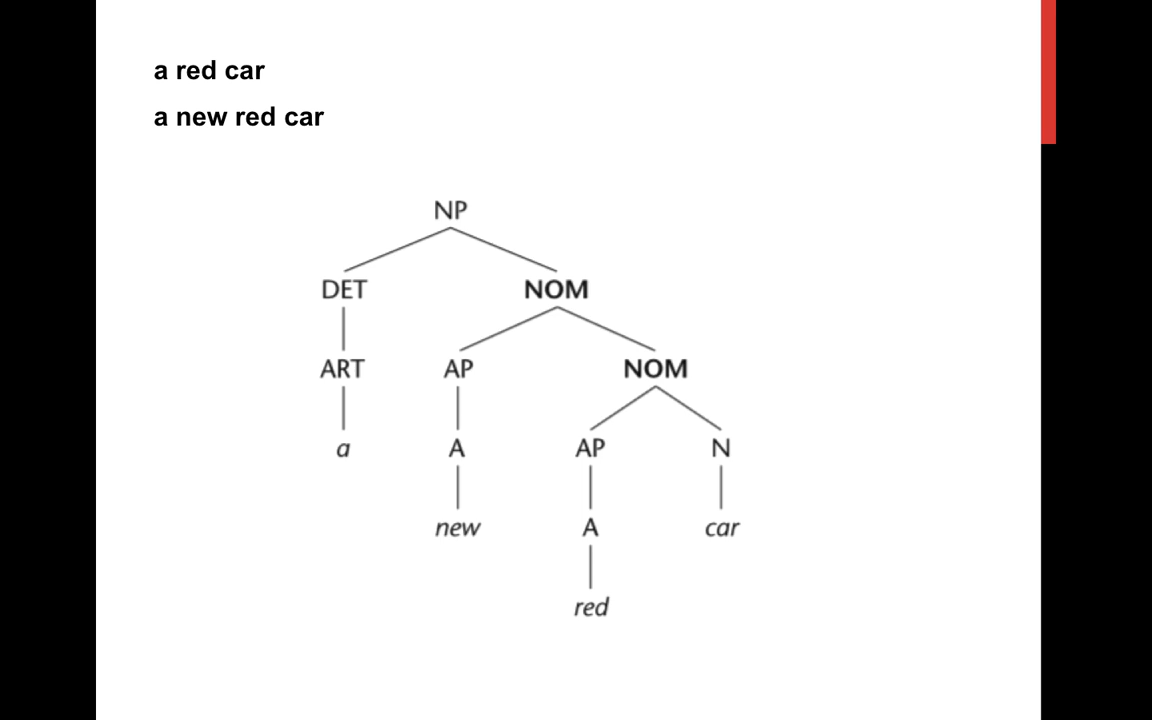 a red car
a new red car
NP
DET NOM
ART AP NOM
a A AP N
new A car
red